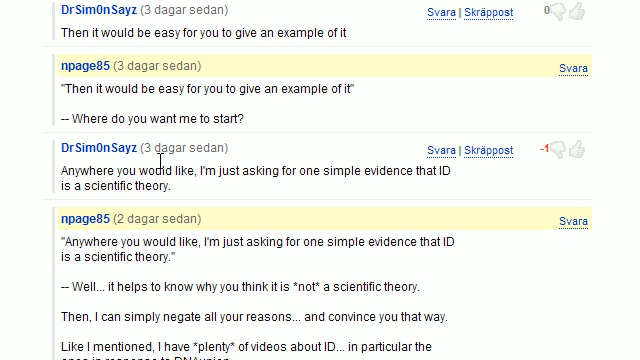 DrSim0nSayz (3 dagar sedan) Svara | Skräppost 0
Then it would be easy for you to give an example of it
npage85 (3 dagar sedan) Svara
"Then it would be easy for you to give an example of it"
-- Where do you want me to start?
DrSim0nSayz (3 dagar sedan) Svara | Skräppost -1
Anywhere you would like, I'm just asking for one simple evidence that ID
is a scientific theory.
npage85 (2 dagar sedan) Svara
"Anywhere you would like, I'm just asking for one simple evidence that ID
is a scientific theory."
-- Well... it helps to know why you think it is *not* a scientific theory.
Then, I can simply negate all your reasons... and convince you that way.
Like I mentioned, I have *plenty* of videos about ID... in particular the
ones in response to